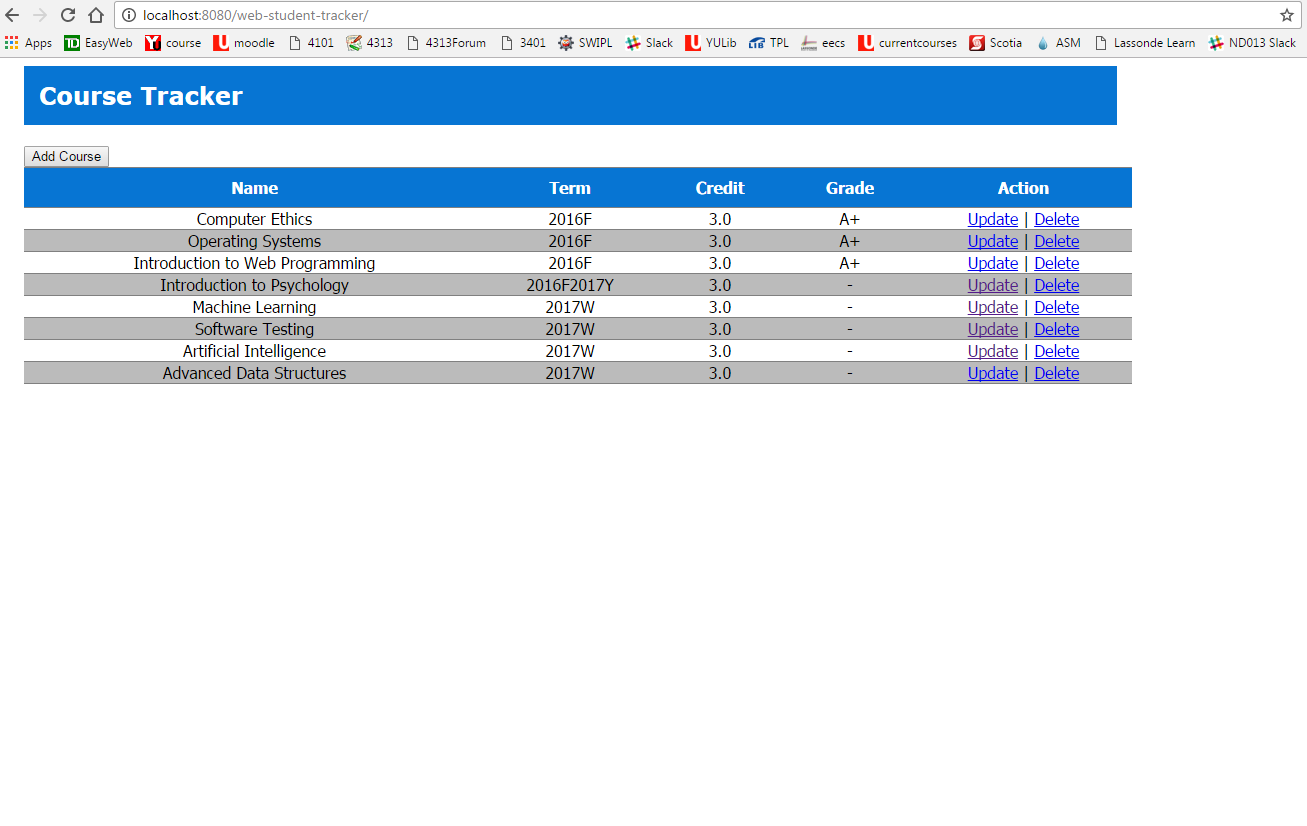 localhost:8080/web-student-tracker/
Apps TD EasyWeb course moodle 4101 4313 4313Forum 3401 SWIPL Slack YULib TPL eecs currentcourses Scotia ASM Lassonde Learn ND013 Slack
Course Tracker
Add Course
Name Term Credit Grade Action
Computer Ethics 2016F 3.0 A+ Update | Delete
Operating Systems 2016F 3.0 A+ Update | Delete
Introduction to Web Programming 2016F 3.0 A+ Update | Delete
Introduction to Psychology 2016F2017Y 3.0 - Update | Delete
Machine Learning 2017W 3.0 - Update | Delete
Software Testing 2017W 3.0 - Update | Delete
Artificial Intelligence 2017W 3.0 - Update | Delete
Advanced Data Structures 2017W 3.0 - Update | Delete